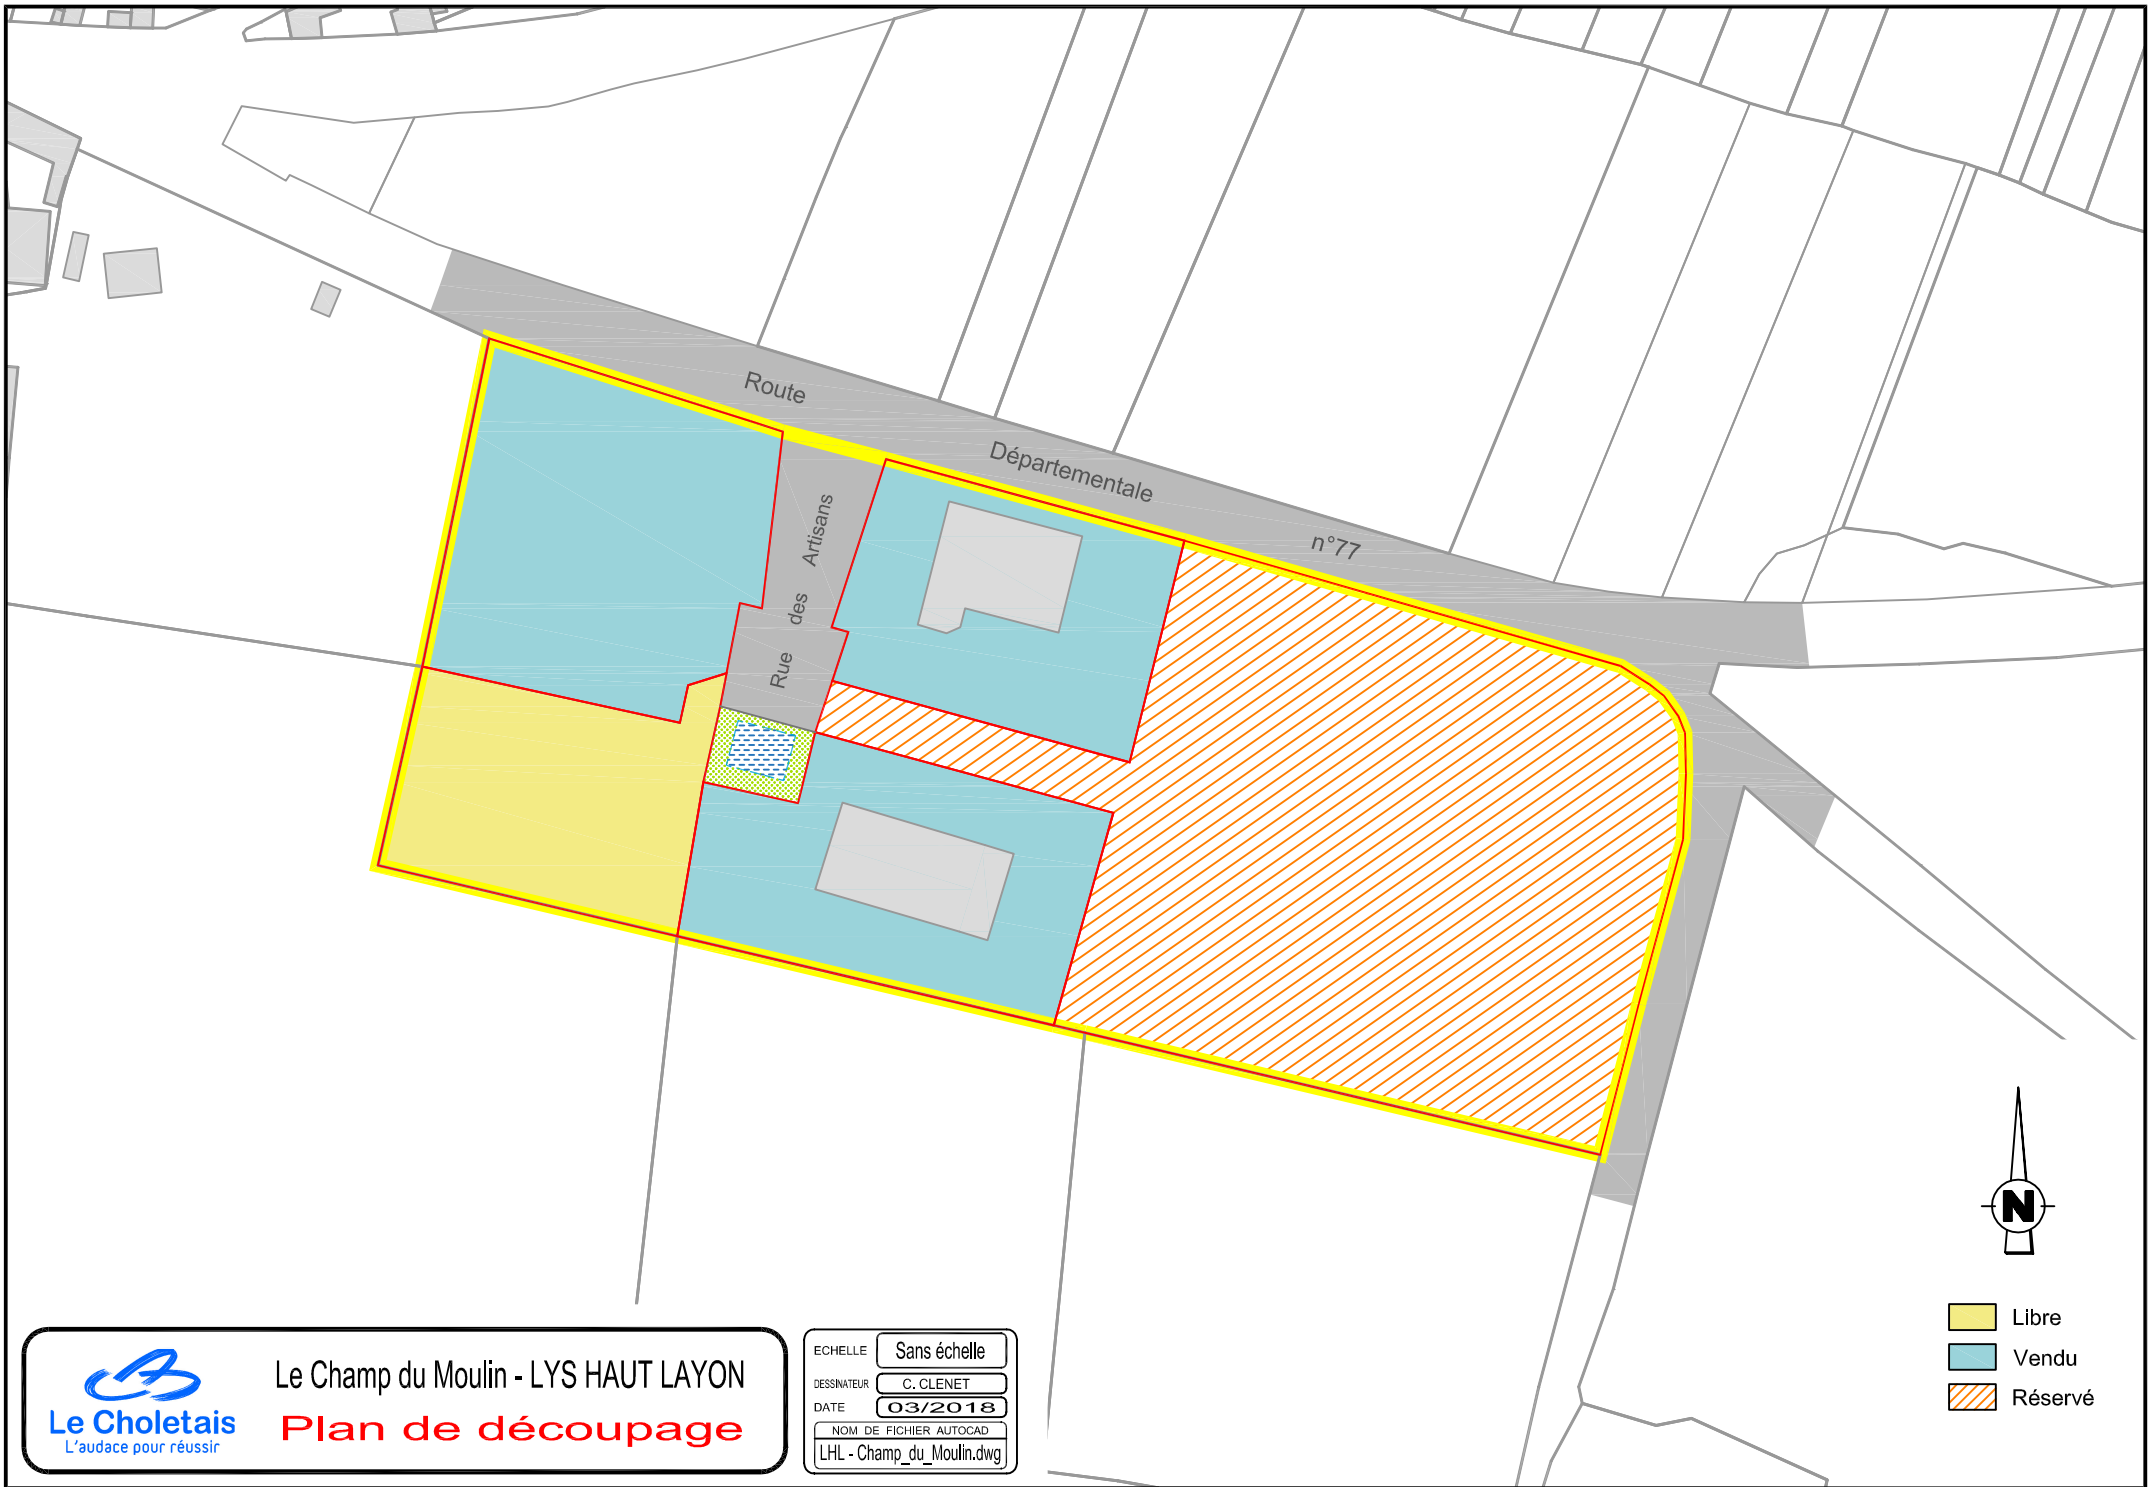 Route
Départementale
n°77
Rue des Artisans
N
Libre
Vendu
Réservé
Le Choletais
L'audace pour réussir
Le Champ du Moulin - LYS HAUT LAYON
Plan de découpage
ECHELLE Sans échelle
DESSINATEUR C. CLENET
DATE 03/2018
NOM DE FICHIER AUTOCAD
LHL - Champ_du_Moulin.dwg